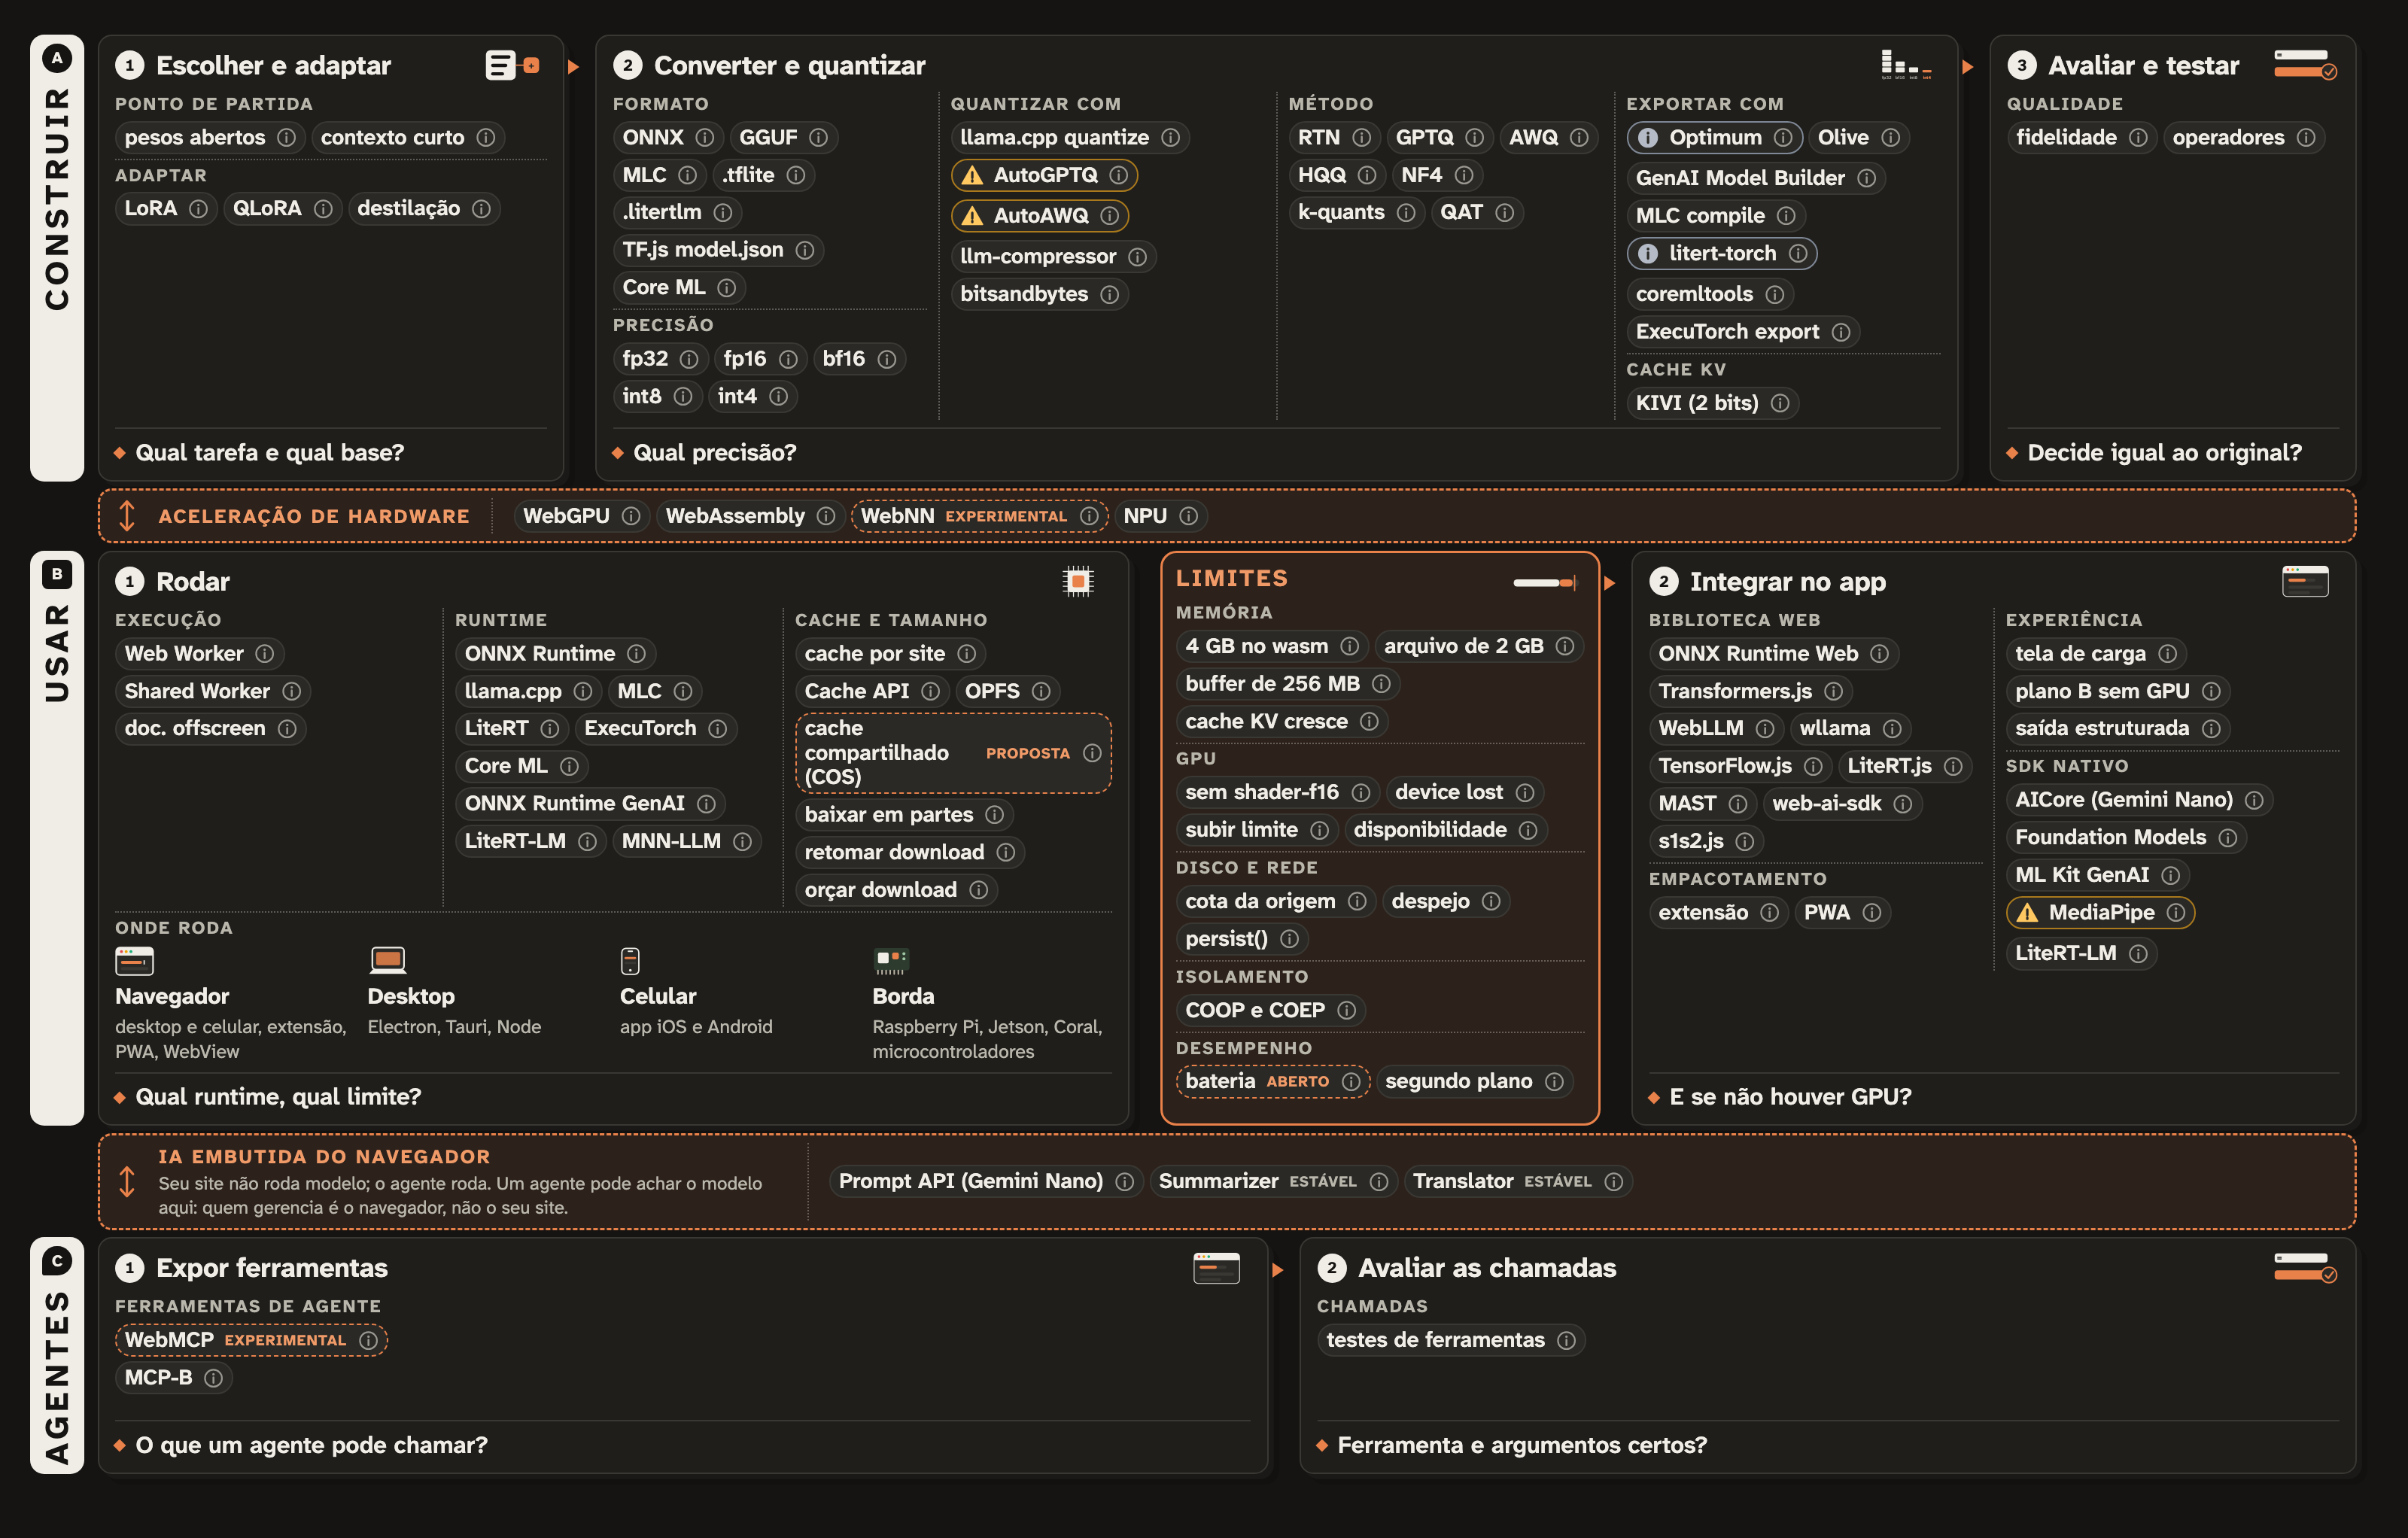 A
CONSTRUIR
1 Escolher e adaptar
PONTO DE PARTIDA
pesos abertos contexto curto
ADAPTAR
LoRA QLoRA destilação
Qual tarefa e qual base?
2 Converter e quantizar
FORMATO
ONNX GGUF
MLC .tflite
.litertlm
TF.js model.json
Core ML
PRECISÃO
fp32 fp16 bf16
int8 int4
QUANTIZAR COM
llama.cpp quantize
AutoGPTQ
AutoAWQ
llm-compressor
bitsandbytes
MÉTODO
RTN GPTQ AWQ
HQQ NF4
k-quants QAT
EXPORTAR COM
Optimum Olive
GenAI Model Builder
MLC compile
litert-torch
coremltools
ExecuTorch export
CACHE KV
KIVI (2 bits)
Qual precisão?
3 Avaliar e testar
QUALIDADE
fidelidade operadores
Decide igual ao original?
ACELERAÇÃO DE HARDWARE WebGPU WebAssembly WebNN EXPERIMENTAL NPU
B
USAR
1 Rodar
EXECUÇÃO
Web Worker
Shared Worker
doc. offscreen
RUNTIME
ONNX Runtime
llama.cpp MLC
LiteRT ExecuTorch
Core ML
ONNX Runtime GenAI
LiteRT-LM MNN-LLM
CACHE E TAMANHO
cache por site
Cache API OPFS
cache
compartilhado PROPOSTA
(COS)
baixar em partes
retomar download
orçar download
ONDE RODA
Navegador
desktop e celular, extensão,
PWA, WebView
Desktop
Electron, Tauri, Node
Celular
app iOS e Android
Borda
Raspberry Pi, Jetson, Coral,
microcontroladores
Qual runtime, qual limite?
LIMITES
MEMÓRIA
4 GB no wasm arquivo de 2 GB
buffer de 256 MB
cache KV cresce
GPU
sem shader-f16 device lost
subir limite disponibilidade
DISCO E REDE
cota da origem despejo
persist()
ISOLAMENTO
COOP e COEP
DESEMPENHO
bateria ABERTO segundo plano
2 Integrar no app
BIBLIOTECA WEB
ONNX Runtime Web
Transformers.js
WebLLM wllama
TensorFlow.js LiteRT.js
MAST web-ai-sdk
s1s2.js
EMPACOTAMENTO
extensão PWA
EXPERIÊNCIA
tela de carga
plano B sem GPU
saída estruturada
SDK NATIVO
AICore (Gemini Nano)
Foundation Models
ML Kit GenAI
MediaPipe
LiteRT-LM
E se não houver GPU?
IA EMBUTIDA DO NAVEGADOR
Seu site não roda modelo; o agente roda. Um agente pode achar o modelo
aqui: quem gerencia é o navegador, não o seu site.
Prompt API (Gemini Nano) Summarizer ESTÁVEL Translator ESTÁVEL
C
AGENTES
1 Expor ferramentas
FERRAMENTAS DE AGENTE
WebMCP EXPERIMENTAL
MCP-B
O que um agente pode chamar?
2 Avaliar as chamadas
CHAMADAS
testes de ferramentas
Ferramenta e argumentos certos?